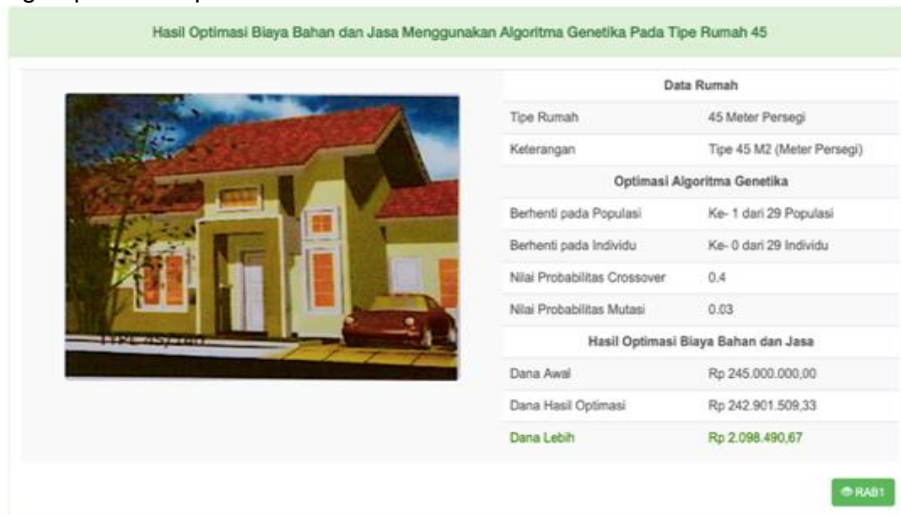 Hasil Optimasi Biaya Bahan dan Jasa Menggunakan Algoritma Genetika Pada Tipe Rumah 45
Data Rumah
Tipe Rumah 45 Meter Persegi
Keterangan Tipe 45 M2 (Meter Persegi)
Optimasi Algoritma Genetika
Berhenti pada Populasi Ke- 1 dari 29 Populasi
Berhenti pada Individu Ke- 0 dari 29 Individu
Nilai Probabilitas Crossover 0.4
Nilai Probabilitas Mutasi 0.03
Hasil Optimasi Biaya Bahan dan Jasa
Dana Awal Rp 245.000.000,00
Dana Hasil Optimasi Rp 242.901.509,33
Dana Lebih Rp 2.098.490,67
RAB1